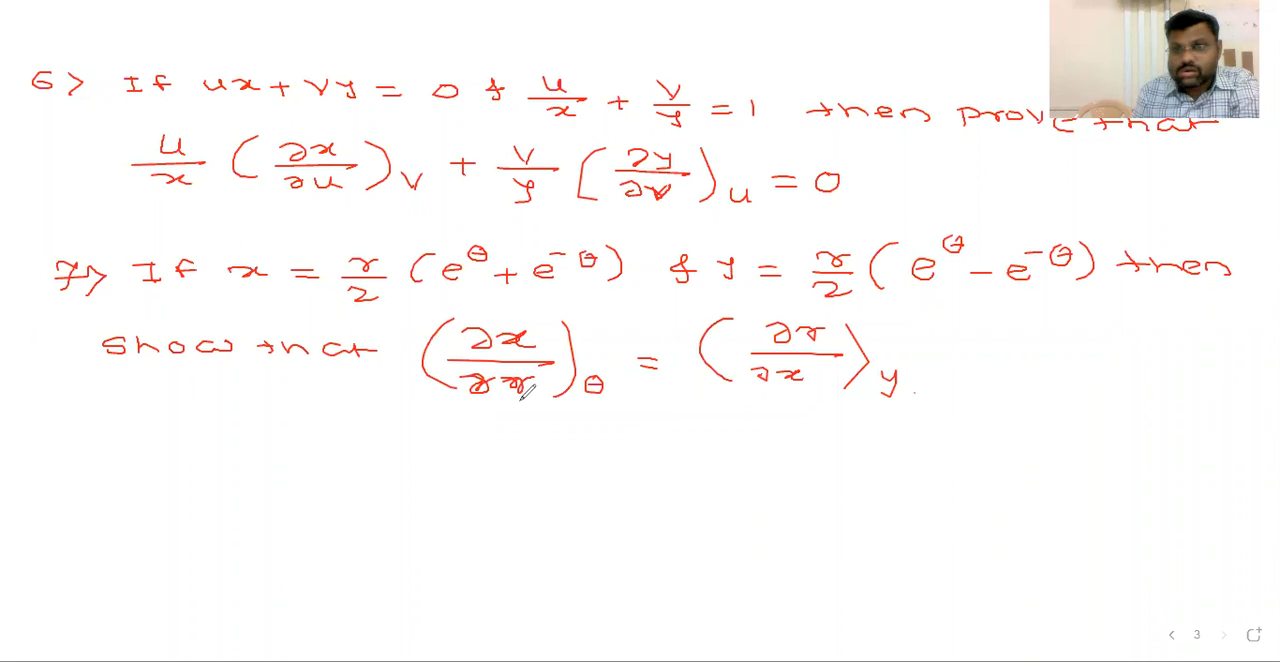 6> If ux + vy = 0 & u/x + v/y = 1 then prove that
u/x (∂x/∂u)_v + v/y [∂y/∂v)_u = 0
7> If x = r/2 (e^θ + e^-θ) & y = r/2 (e^θ - e^-θ) then
show that (∂x/∂r)_θ = (∂r/∂x)_y .
< 3 >